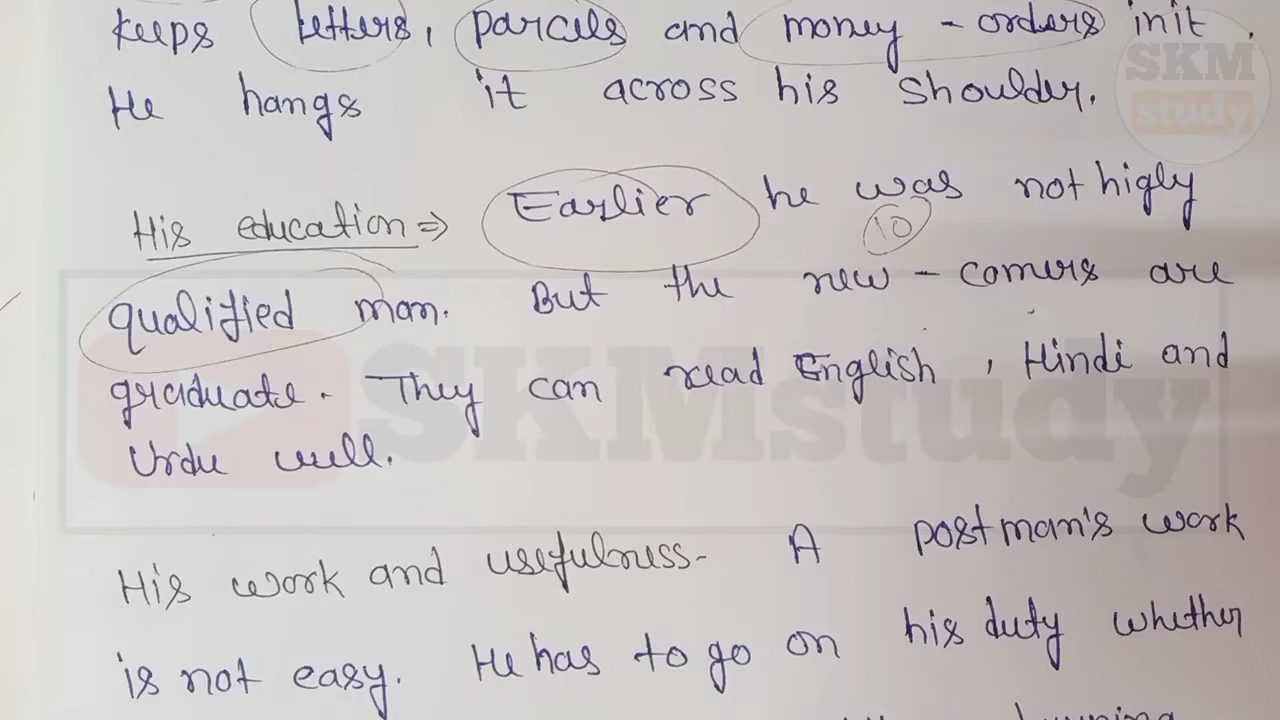 keeps letters, parcels and money - orders init.
He hangs it across his shoulder.
SKM
study
His education ⇒ Earlier he was not higly
10
qualified man. But the new - comers are
graduate. They can read English, Hindi and
Urdu well.
SKMstudy
His work and usefulness- A postman's work
is not easy. He has to go on his duty whether